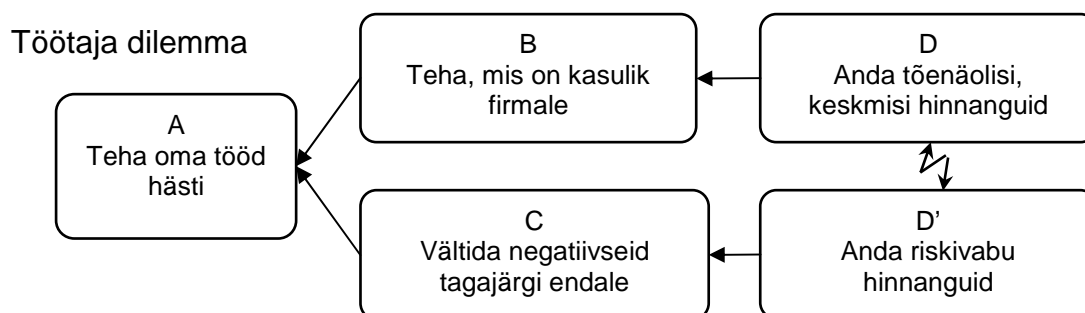 Töötaja dilemma
A
Teha oma tööd
hästi
B
Teha, mis on kasulik
firmale
C
Vältida negatiivseid
tagajärgi endale
D
Anda tõenäolisi,
keskmisi hinnanguid
D’
Anda riskivabu
hinnanguid